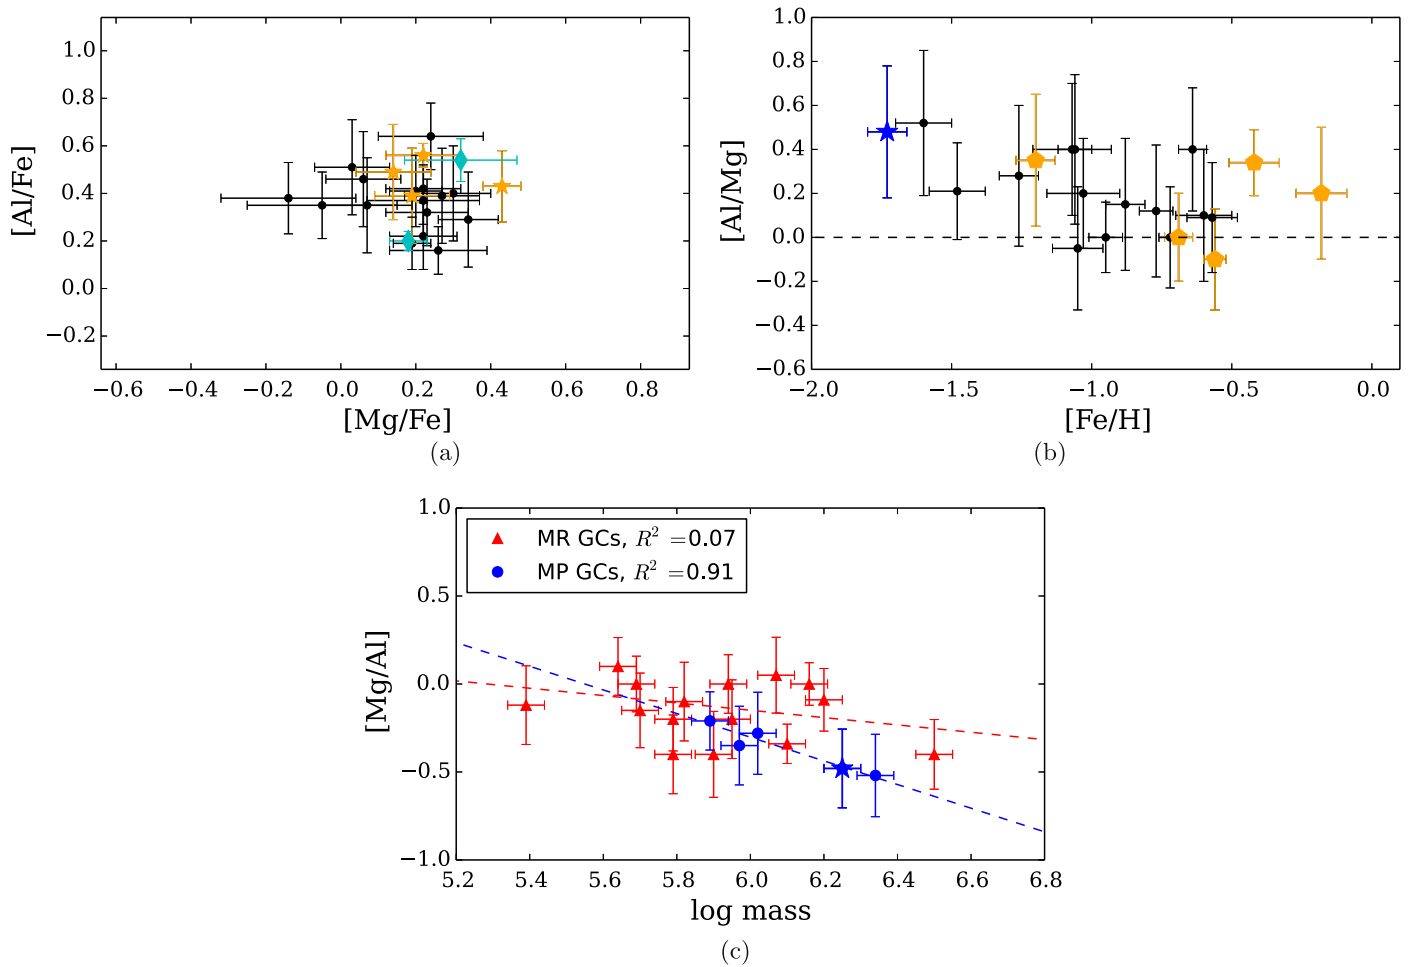 1.0
0.8
0.6
0.4
0.2
0.0
−0.2
[Al/Fe]
−0.6 −0.4 −0.2 0.0 0.2 0.4 0.6 0.8
[Mg/Fe]
(a)
1.0
0.8
0.6
0.4
0.2
0.0
−0.2
−0.4
−0.6
[Al/Mg]
−2.0 −1.5 −1.0 −0.5 0.0
[Fe/H]
(b)
1.0
0.5
0.0
−0.5
−1.0
[Mg/Al]
MR GCs, R² =0.07
MP GCs, R² =0.91
5.2 5.4 5.6 5.8 6.0 6.2 6.4 6.6 6.8
log mass
(c)